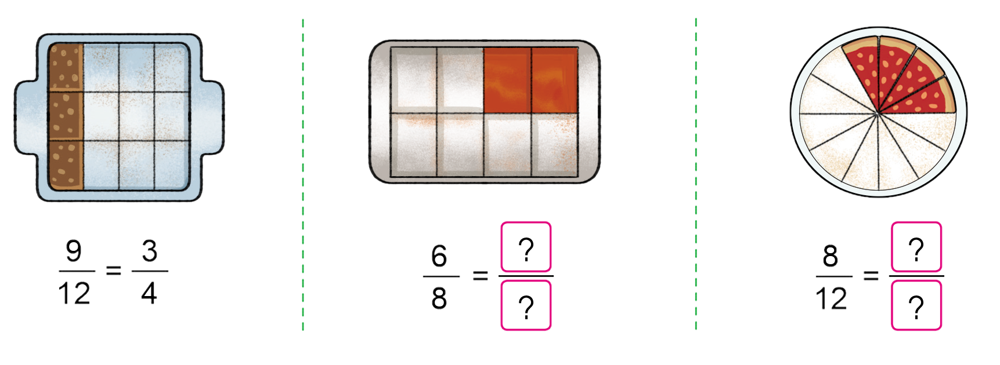 9/12 = 3/4
6/8 = ?/?
8/12 = ?/?